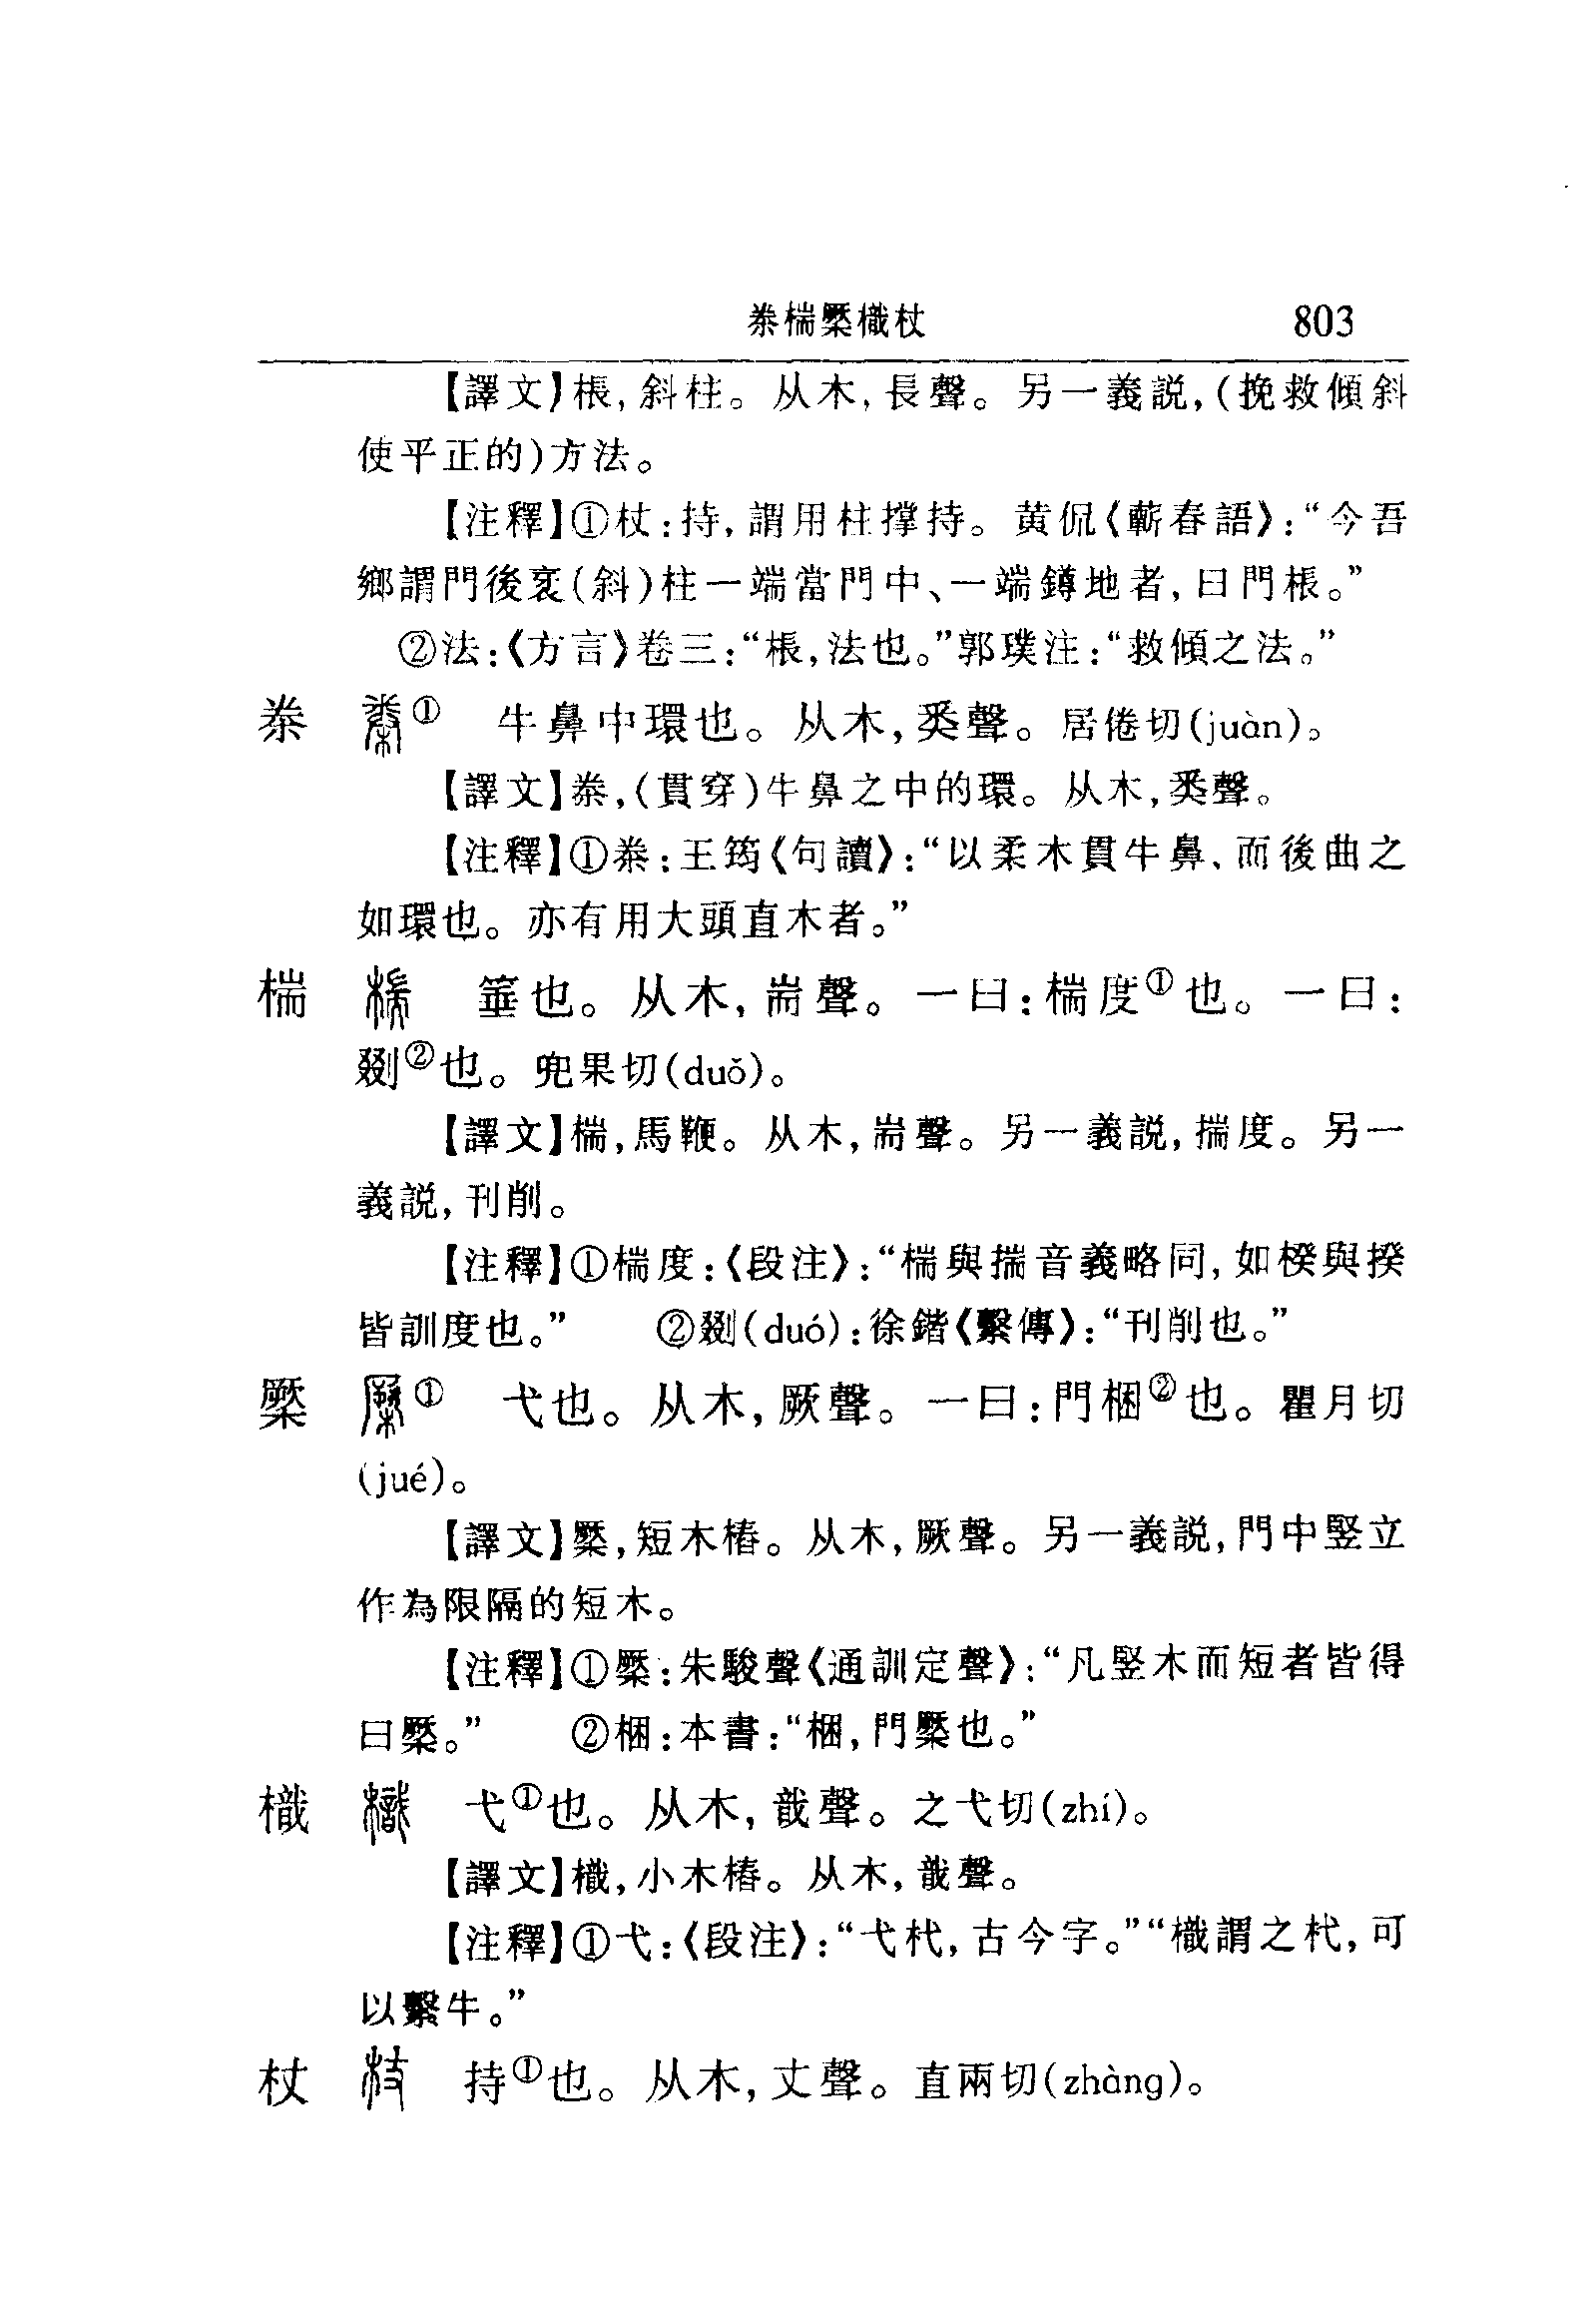 桊椯橜樴杖 803
【譯文】棖,斜柱。从木,長聲。另一義説,(挽救傾斜
使平正的)方法。
【注釋】①杖:持,謂用柱撑持。黄侃《蘄春語》:“今吾
鄉謂門後衺(斜)柱一端當門中、一端鐏地者,曰門棖。”
②法:《方言》卷三:“棖,法也。”郭璞注:“救傾之法。”
桊 ① 牛鼻中環也。从木,𢍏聲。居倦切(juàn)。
【譯文】桊,(貫穿)牛鼻之中的環。从木,𢍏聲。
【注釋】①桊:王筠《句讀》:“以柔木貫牛鼻、而後曲之
如環也。亦有用大頭直木者。”
椯 箠也。从木,耑聲。一曰:椯度①也。一曰:
剟②也。兜果切(duǒ)。
【譯文】椯,馬鞭。从木,耑聲。另一義説,揣度。另一
義説,刊削。
【注釋】①椯度:《段注》:“椯與揣音義略同,如楑與揆
皆訓度也。” ②剟(duó):徐鍇《繫傳》:“刊削也。”
橜 ① 弋也。从木,厥聲。一曰:門梱②也。瞿月切
(jué)。
【譯文】橜,短木樁。从木,厥聲。另一義説,門中竪立
作為限隔的短木。
【注釋】①橜:朱駿聲《通訓定聲》:“凡竪木而短者皆得
曰橜。” ②梱:本書:“梱,門橜也。”
樴 弋①也。从木,戠聲。之弋切(zhí)。
【譯文】樴,小木樁。从木,戠聲。
【注釋】①弋:《段注》:“弋杙,古今字。”“樴謂之杙,可
以繫牛。”
杖 持①也。从木,丈聲。直兩切(zhàng)。